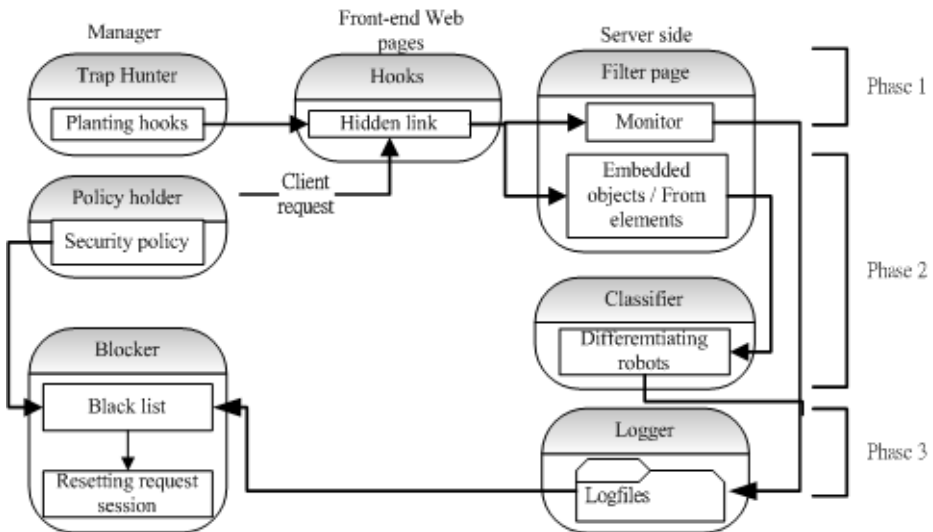 Manager
Front-end Web
pages
Server side
Trap Hunter
Planting hooks
Hooks
Hidden link
Filter page
Monitor
Phase 1
Embedded
objects / From
elements
Client
request
Policy holder
Security policy
Phase 2
Classifier
Differemtiating
robots
Blocker
Black list
Resetting request
session
Logger
Logfiles
Phase 3